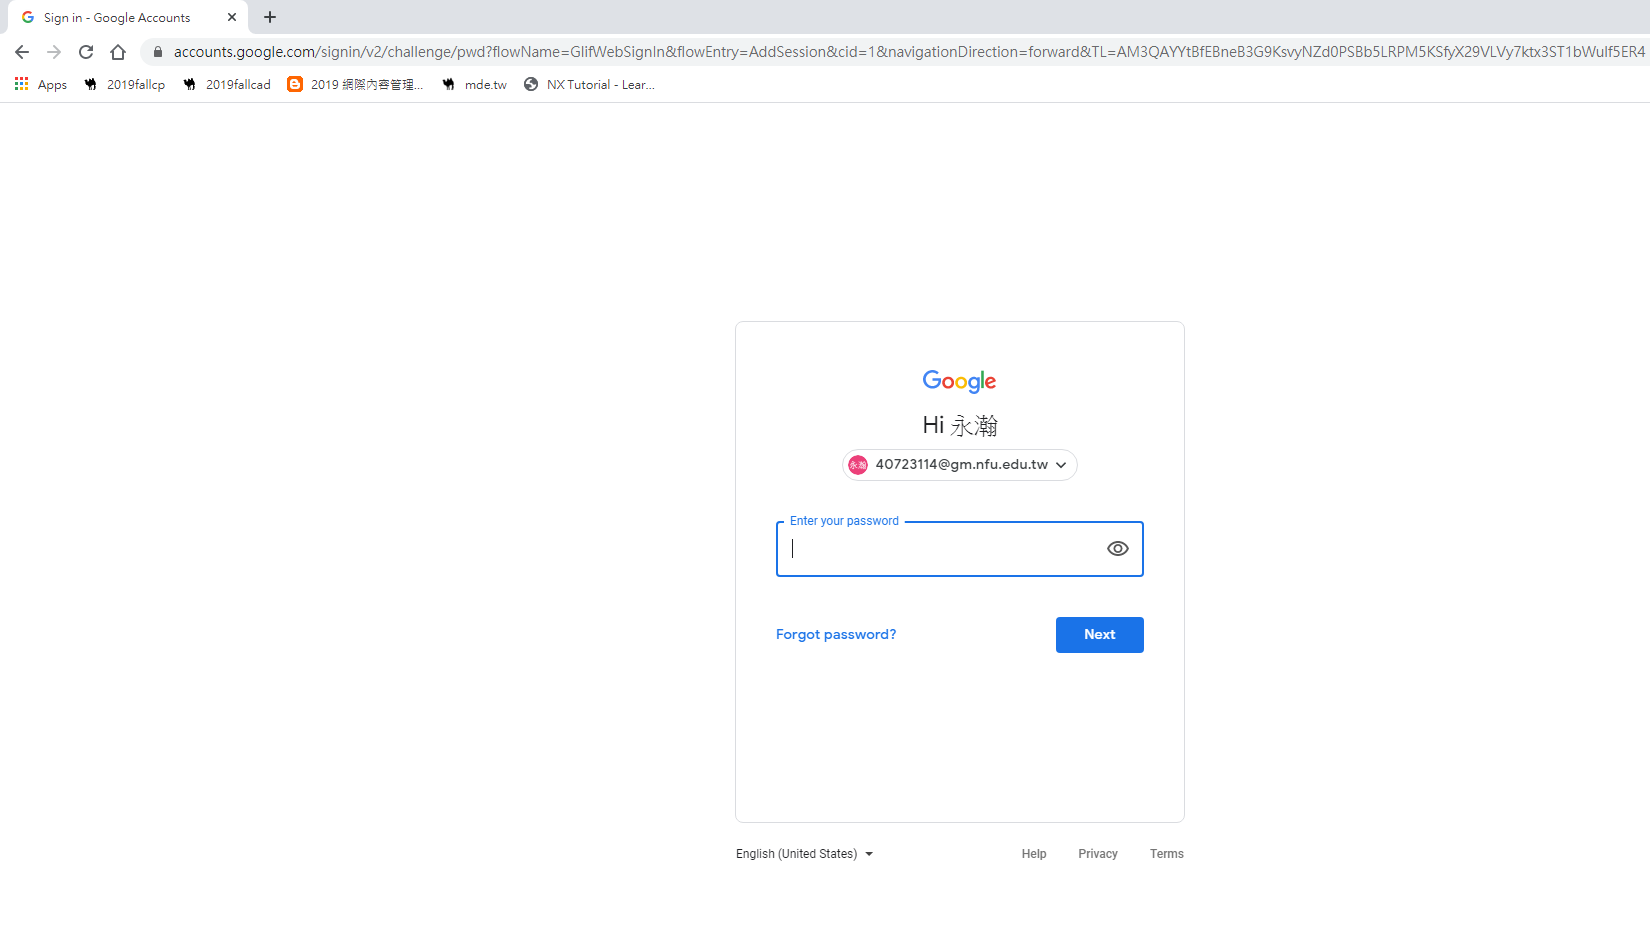 Sign in - Google Accounts
accounts.google.com/signin/v2/challenge/pwd?flowName=GlifWebSignIn&flowEntry=AddSession&cid=1&navigationDirection=forward&TL=AM3QAYYtBfEBneB3G9KsvyNZd0PSBb5LRPM5KSfyX29VLVy7ktx3ST1bWulf5ER4
Apps 2019fallcp 2019fallcad 2019 網際內容管理... mde.tw NX Tutorial - Lear...
Google
Hi 永瀚
永瀚 40723114@gm.nfu.edu.tw
Enter your password
Forgot password? Next
English (United States) Help Privacy Terms